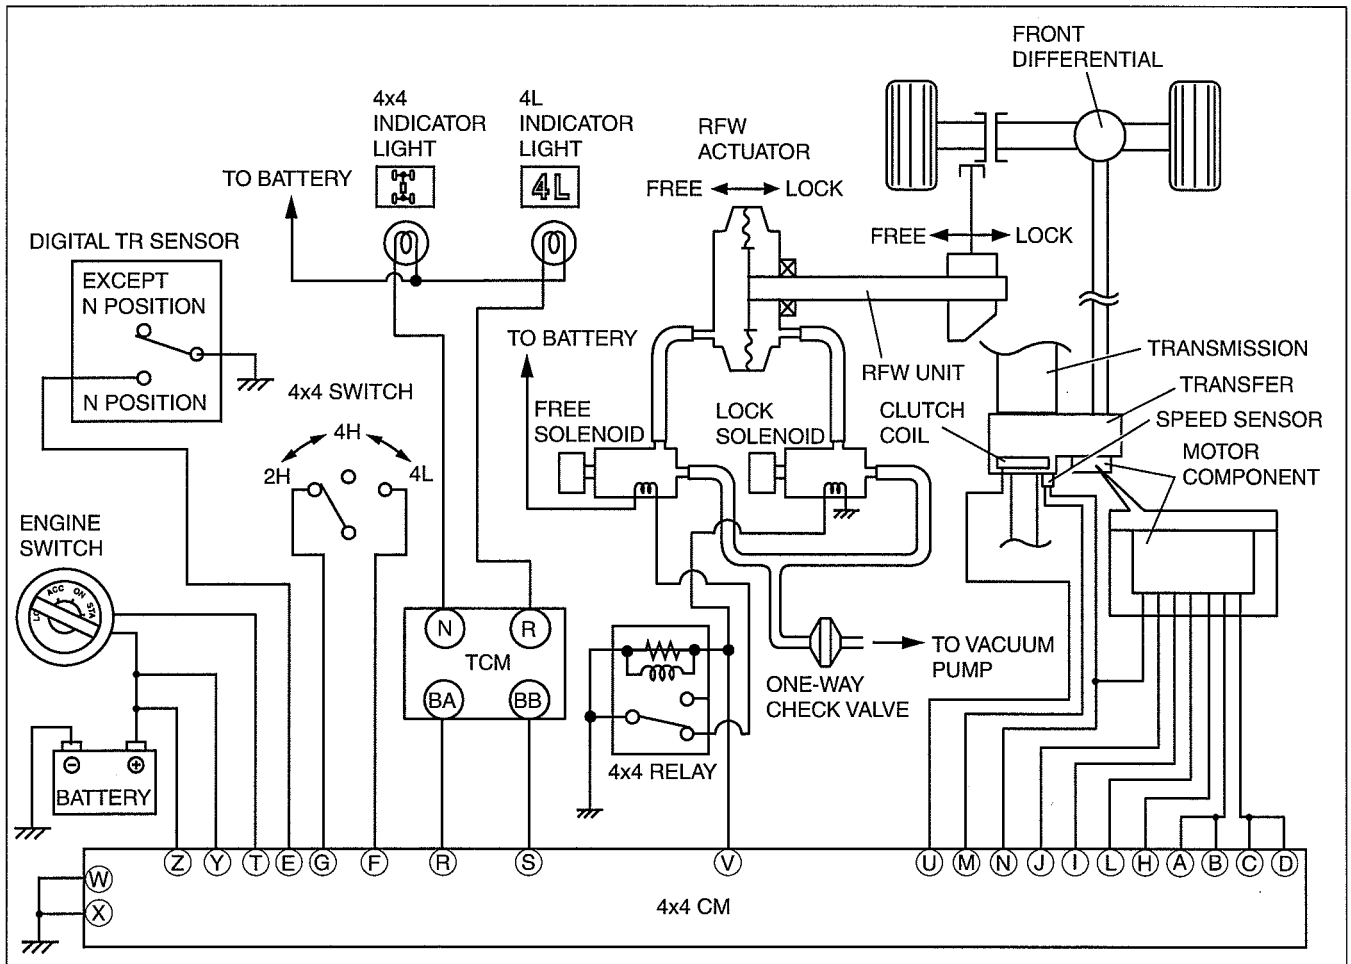 FRONT
DIFFERENTIAL
4x4
INDICATOR
LIGHT
4L
INDICATOR
LIGHT
4L
RFW
ACTUATOR
TO BATTERY
FREE
LOCK
DIGITAL TR SENSOR
FREE
LOCK
EXCEPT
N POSITION
N POSITION
TO BATTERY
TRANSMISSION
RFW UNIT
TRANSFER
4x4 SWITCH
4H
2H
4L
FREE
SOLENOID
LOCK
SOLENOID
CLUTCH
COIL
SPEED SENSOR
MOTOR
COMPONENT
ENGINE
SWITCH
ACC
ON
STA
N
R
TCM
BA
BB
TO VACUUM
PUMP
ONE-WAY
CHECK VALVE
4x4 RELAY
BATTERY
Z Y T E G F R S V U M N J I L H A B C D
W
X
4x4 CM